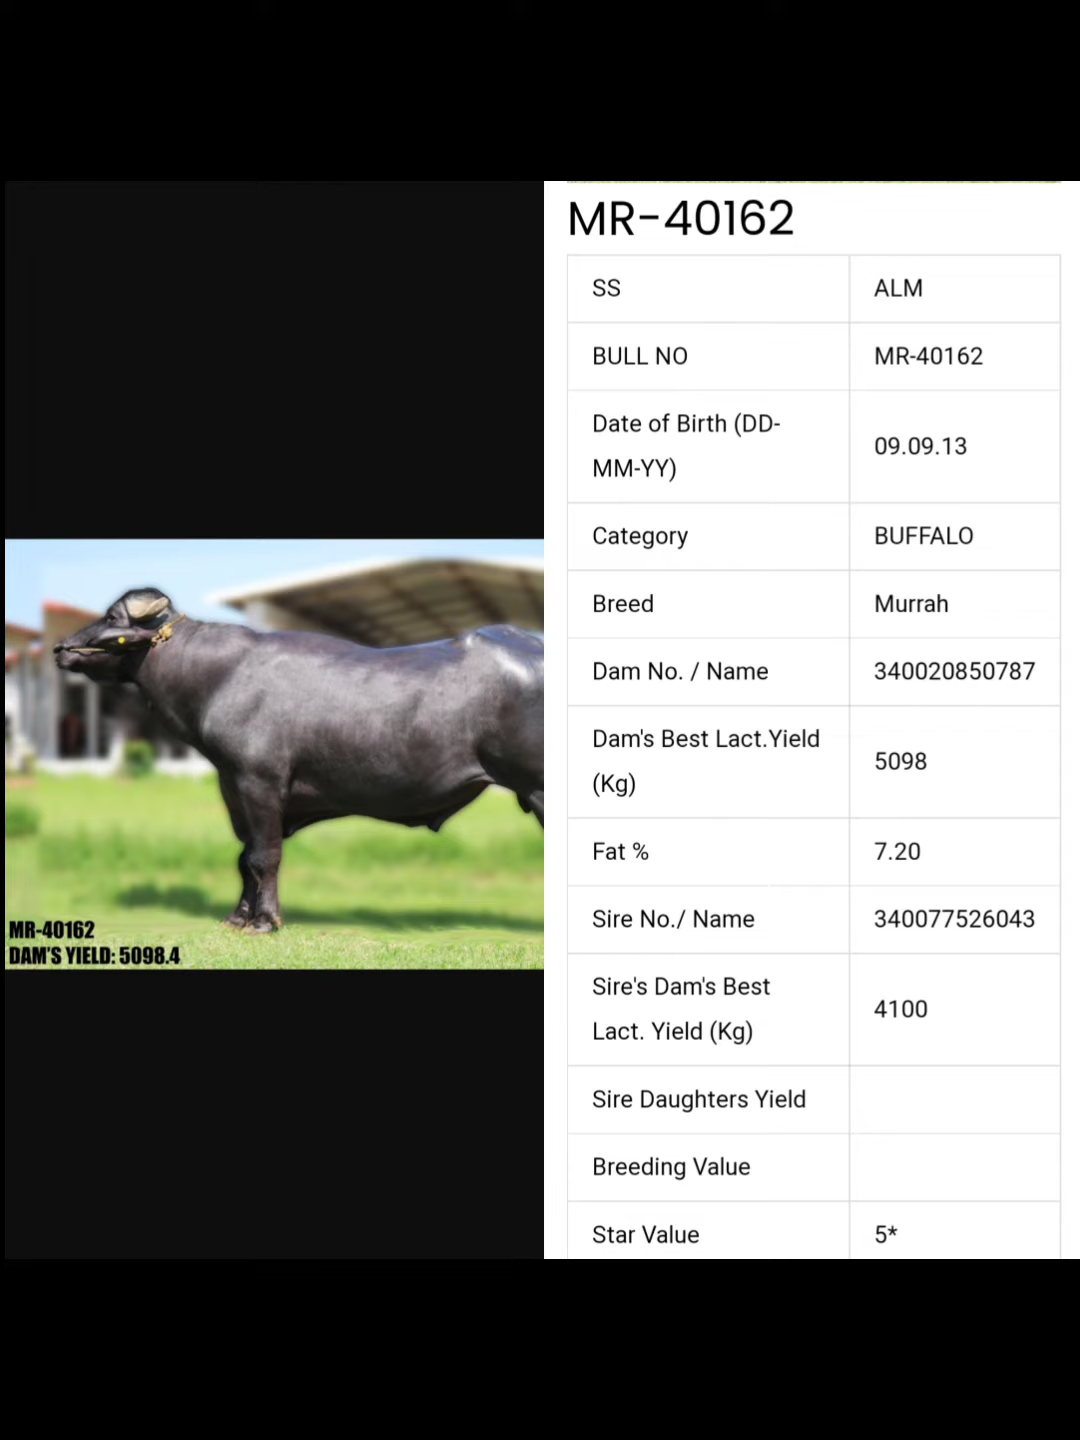 MR-40162
SS ALM
BULL NO MR-40162
Date of Birth (DD-
MM-YY) 09.09.13
Category BUFFALO
Breed Murrah
Dam No. / Name 340020850787
Dam's Best Lact.Yield
(Kg) 5098
Fat % 7.20
Sire No./ Name 340077526043
Sire's Dam's Best
Lact. Yield (Kg) 4100
Sire Daughters Yield
Breeding Value
Star Value 5*
MR-40162
DAM'S YIELD: 5098.4